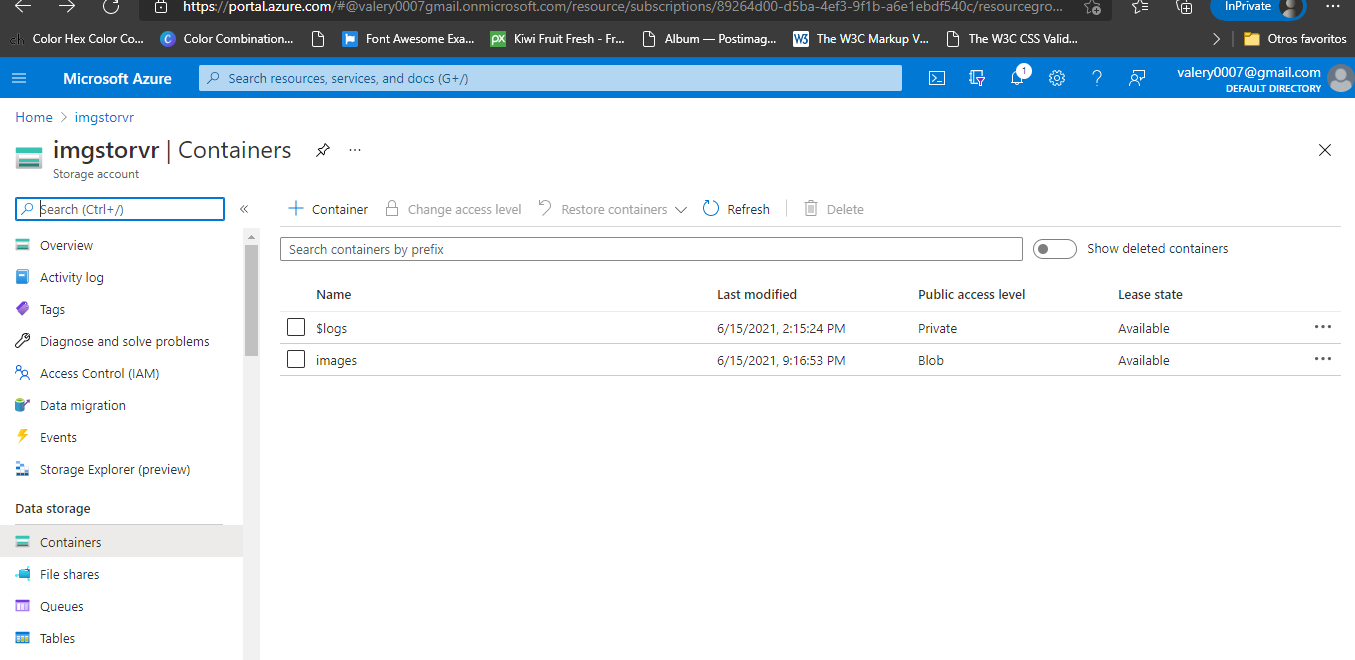 https://portal.azure.com/#@valery0007gmail.onmicrosoft.com/resource/subscriptions/89264d00-d5ba-4ef3-9f1b-a6e1ebdf540c/resourcegro...
InPrivate
ch Color Hex Color Co... C Color Combination... Font Awesome Exa... px Kiwi Fruit Fresh - Fr... Album — Postimag... W3 The W3C Markup V... The W3C CSS Valid... Otros favoritos
Microsoft Azure
Search resources, services, and docs (G+/)
1
valery0007@gmail.com
DEFAULT DIRECTORY
Home > imgstorvr
imgstorvr | Containers ...
Storage account
Search (Ctrl+/)
«
Overview
Activity log
Tags
Diagnose and solve problems
Access Control (IAM)
Data migration
Events
Storage Explorer (preview)
Data storage
Containers
File shares
Queues
Tables
+ Container Change access level Restore containers Refresh Delete
Search containers by prefix
Show deleted containers
Name Last modified Public access level Lease state
$logs 6/15/2021, 2:15:24 PM Private Available ...
images 6/15/2021, 9:16:53 PM Blob Available ...